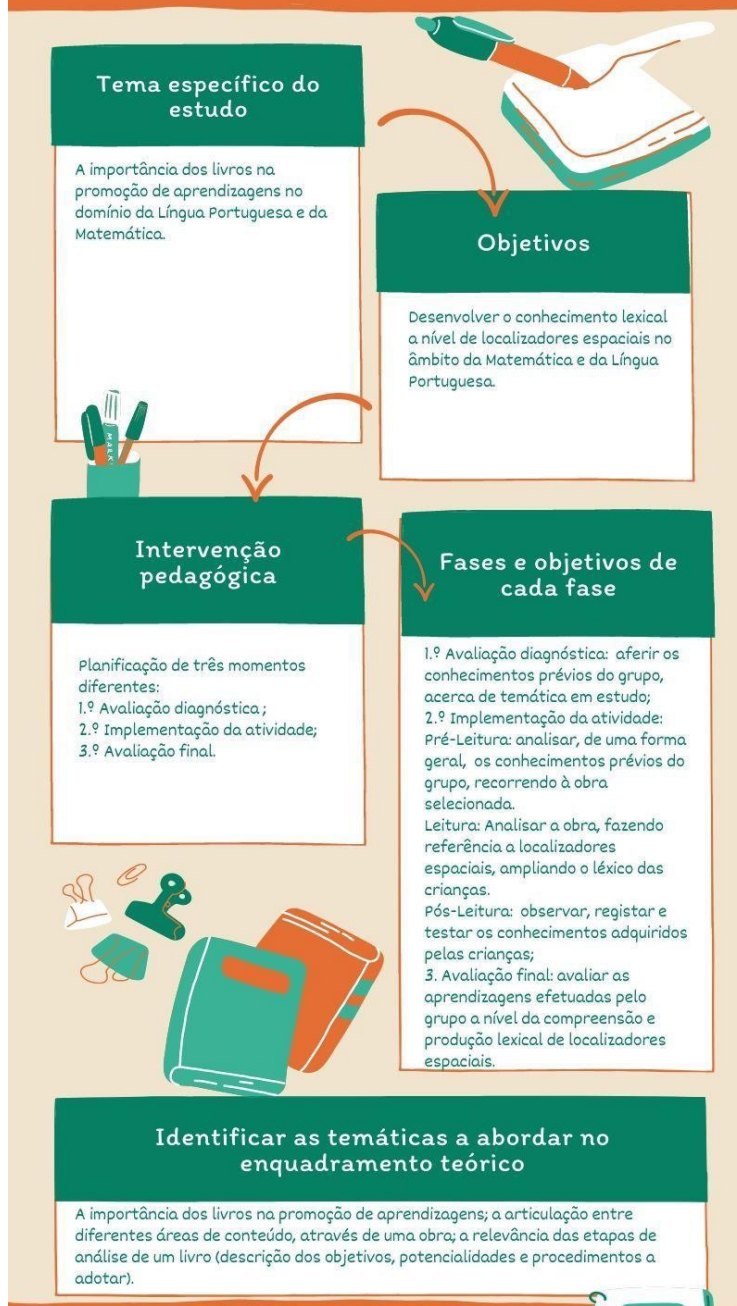 Tema específico do
estudo
A importância dos livros na
promoção de aprendizagens no
domínio da Língua Portuguesa e da
Matemática.
Objetivos
Desenvolver o conhecimento lexical
a nível de localizadores espaciais no
âmbito da Matemática e da Língua
Portuguesa.
Intervenção
pedagógica
Planificação de três momentos
diferentes:
1.º Avaliação diagnóstica ;
2.º Implementação da atividade;
3.º Avaliação final.
Fases e objetivos de
cada fase
1.º Avaliação diagnóstica: aferir os
conhecimentos prévios do grupo,
acerca de temática em estudo;
2.º Implementação da atividade:
Pré-Leitura: analisar, de uma forma
geral, os conhecimentos prévios do
grupo, recorrendo à obra
selecionada.
Leitura: Analisar a obra, fazendo
referência a localizadores
espaciais, ampliando o léxico das
crianças.
Pós-Leitura: observar, registar e
testar os conhecimentos adquiridos
pelas crianças;
3. Avaliação final: avaliar as
aprendizagens efetuadas pelo
grupo a nível da compreensão e
produção lexical de localizadores
espaciais.
Identificar as temáticas a abordar no
enquadramento teórico
A importância dos livros na promoção de aprendizagens; a articulação entre
diferentes áreas de conteúdo, através de uma obra; a relevância das etapas de
análise de um livro (descrição dos objetivos, potencialidades e procedimentos a
adotar).